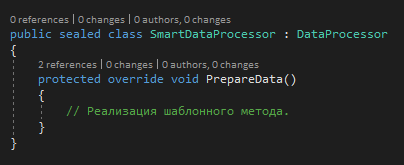 0 references | 0 changes | 0 authors, 0 changes
public sealed class SmartDataProcessor : DataProcessor
{
2 references | 0 changes | 0 authors, 0 changes
protected override void PrepareData()
{
// Реализация шаблонного метода.
}
}